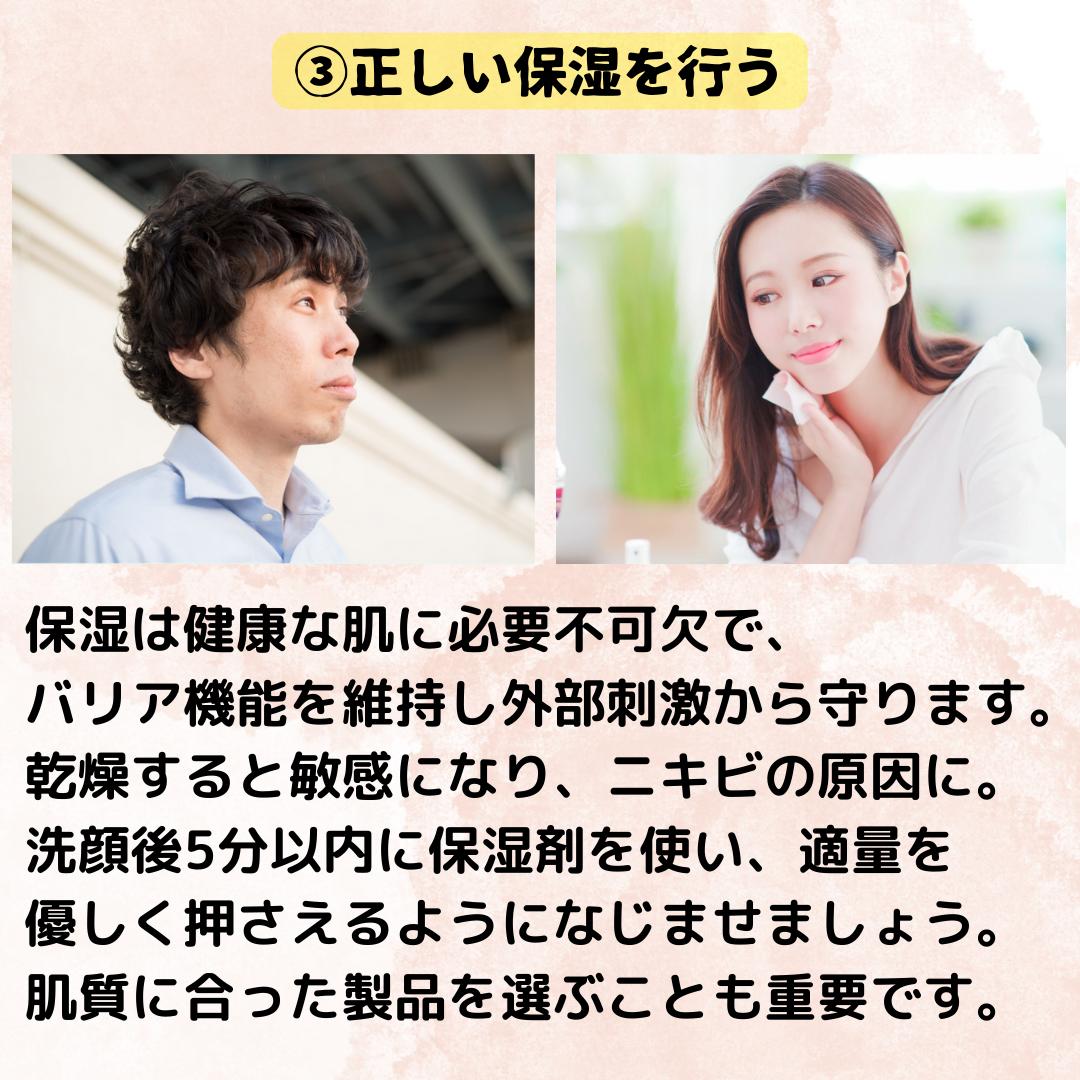 ③正しい保湿を行う
保湿は健康な肌に必要不可欠で、
バリア機能を維持し外部刺激から守ります。
乾燥すると敏感になり、ニキビの原因に。
洗顔後5分以内に保湿剤を使い、適量を
優しく押さえるようになじませましょう。
肌質に合った製品を選ぶことも重要です。